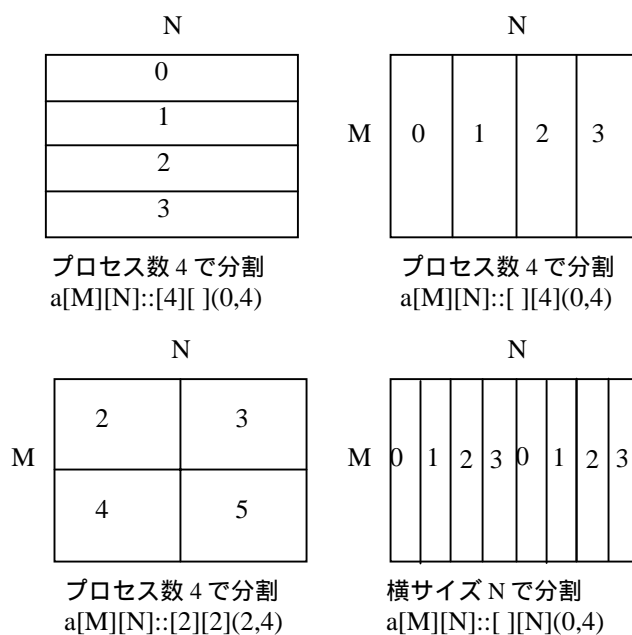 N
0
1
2
3
プロセス数 4 で分割
a[M][N]::[4][ ](0,4)
N
M 0 1 2 3
プロセス数 4 で分割
a[M][N]::[ ][4](0,4)
N
2 3
M
4 5
プロセス数 4 で分割
a[M][N]::[2][2](2,4)
N
M 0 1 2 3 0 1 2 3
横サイズ N で分割
a[M][N]::[ ][N](0,4)